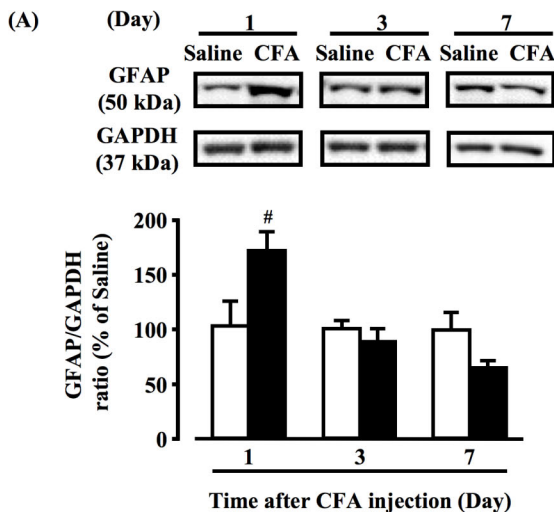 (A) (Day) 1 3 7
Saline CFA Saline CFA Saline CFA
GFAP
(50 kDa)
GAPDH
(37 kDa)
GFAP/GAPDH
ratio (% of Saline)
200
150
100
50
0
#
1 3 7
Time after CFA injection (Day)